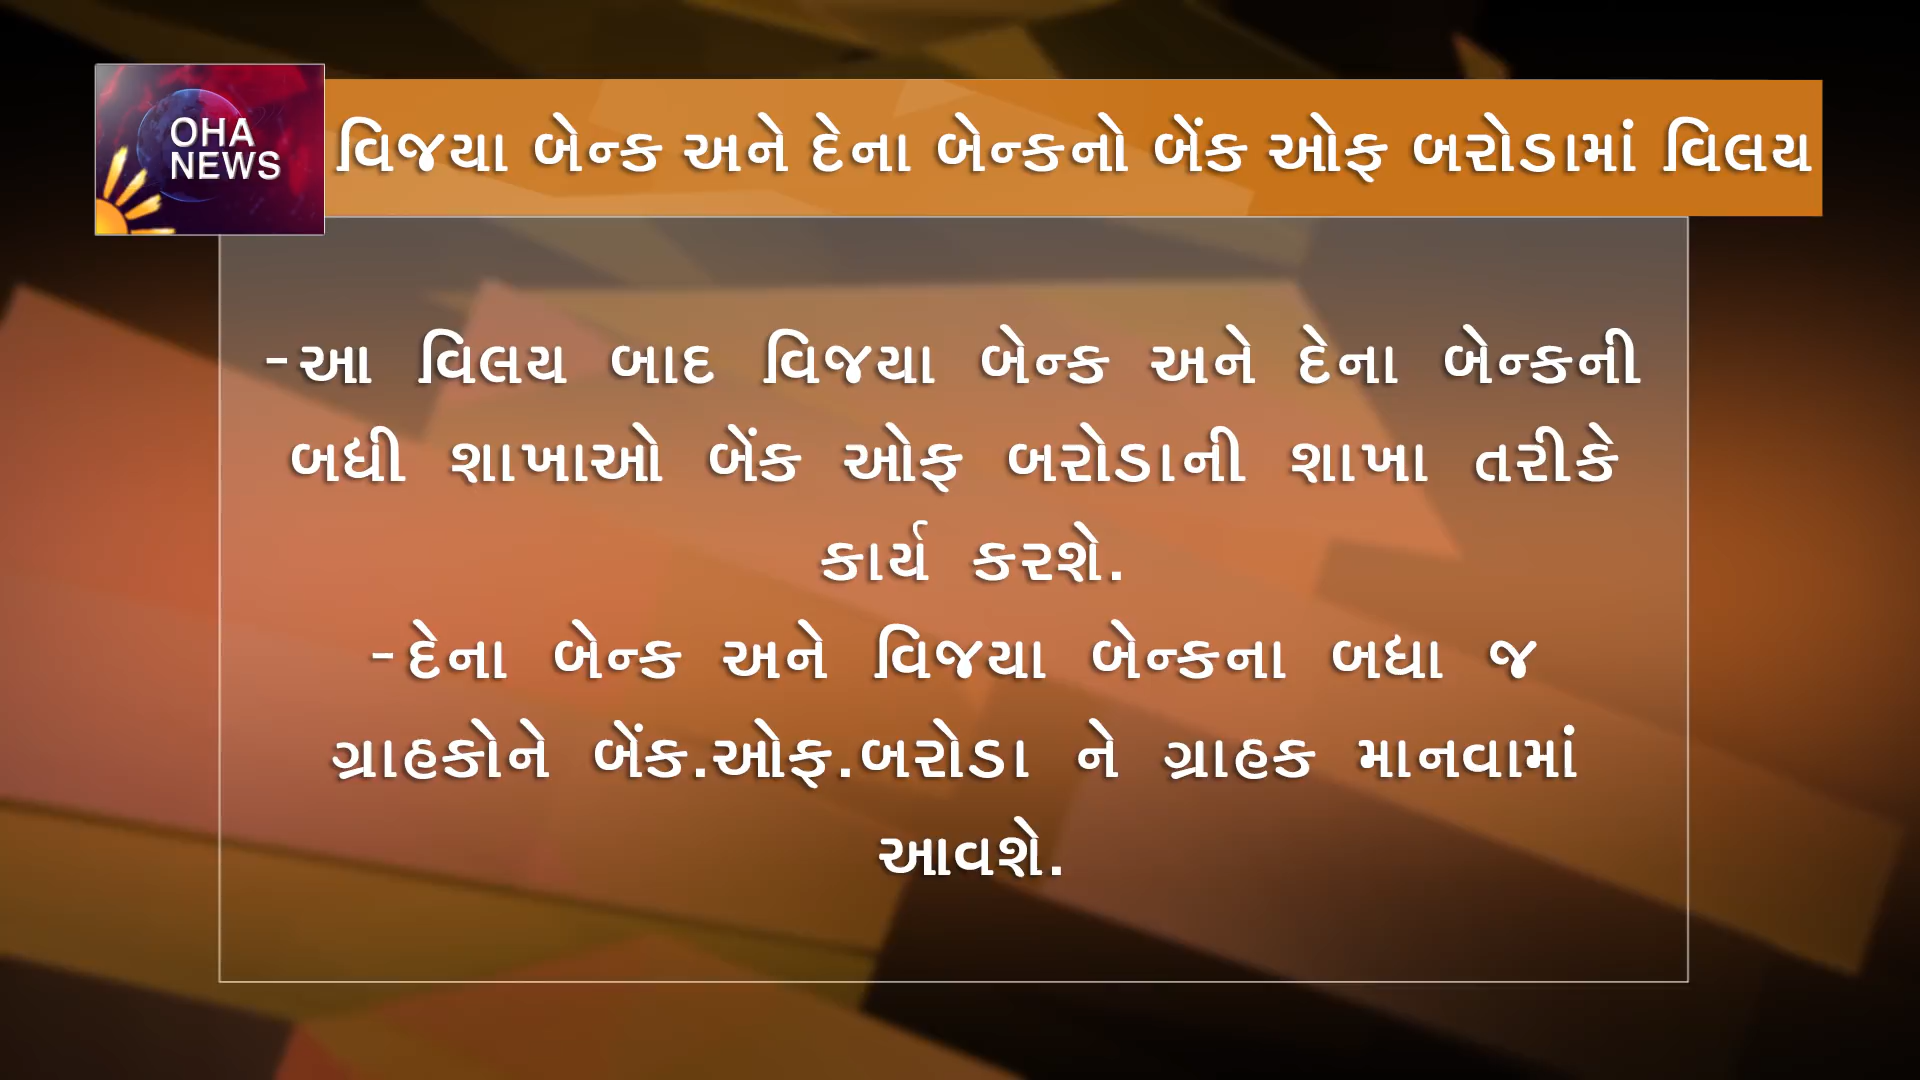 OHA
NEWS
વિજયા બેન્ક અને દેના બેન્કનો બેંક ઓફ બરોડામાં વિલય
-આ વિલય બાદ વિજયા બેન્ક અને દેના બેન્કની
બધી શાખાઓ બેંક ઓફ બરોડાની શાખા તરીકે
કાર્ય કરશે.
-દેના બેન્ક અને વિજયા બેન્કના બધા જ
ગ્રાહકોને બેંક.ઓફ.બરોડા ને ગ્રાહક માનવામાં
આવશે.